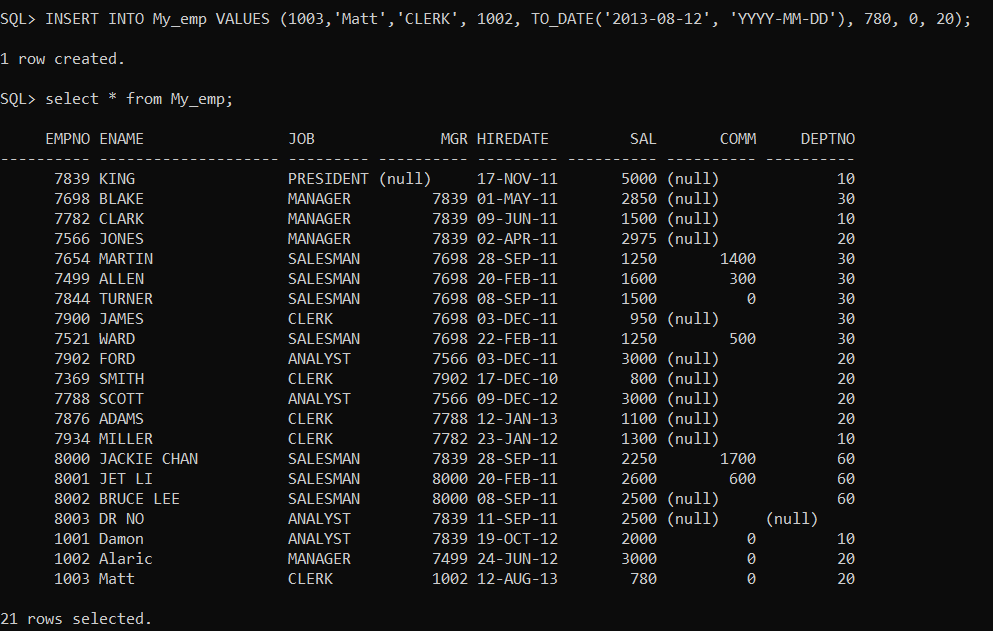 SQL> INSERT INTO My_emp VALUES (1003,'Matt','CLERK', 1002, TO_DATE('2013-08-12', 'YYYY-MM-DD'), 780, 0, 20);
1 row created.
SQL> select * from My_emp;
     EMPNO ENAME                JOB              MGR HIREDATE         SAL       COMM     DEPTNO
---------- -------------------- --------- ---------- --------- ---------- ---------- ----------
      7839 KING                 PRESIDENT (null)     17-NOV-11       5000 (null)             10
      7698 BLAKE                MANAGER         7839 01-MAY-11       2850 (null)             30
      7782 CLARK                MANAGER         7839 09-JUN-11       1500 (null)             10
      7566 JONES                MANAGER         7839 02-APR-11       2975 (null)             20
      7654 MARTIN               SALESMAN        7698 28-SEP-11       1250       1400         30
      7499 ALLEN                SALESMAN        7698 20-FEB-11       1600        300         30
      7844 TURNER               SALESMAN        7698 08-SEP-11       1500          0         30
      7900 JAMES                CLERK           7698 03-DEC-11        950 (null)             30
      7521 WARD                 SALESMAN        7698 22-FEB-11       1250        500         30
      7902 FORD                 ANALYST         7566 03-DEC-11       3000 (null)             20
      7369 SMITH                CLERK           7902 17-DEC-10        800 (null)             20
      7788 SCOTT                ANALYST         7566 09-DEC-12       3000 (null)             20
      7876 ADAMS                CLERK           7788 12-JAN-13       1100 (null)             20
      7934 MILLER               CLERK           7782 23-JAN-12       1300 (null)             10
      8000 JACKIE CHAN          SALESMAN        7839 28-SEP-11       2250       1700         60
      8001 JET LI               SALESMAN        8000 20-FEB-11       2600        600         60
      8002 BRUCE LEE            SALESMAN        8000 08-SEP-11       2500 (null)             60
      8003 DR NO                ANALYST         7839 11-SEP-11       2500 (null)     (null)
      1001 Damon                ANALYST         7839 19-OCT-12       2000          0         10
      1002 Alaric               MANAGER         7499 24-JUN-12       3000          0         20
      1003 Matt                 CLERK           1002 12-AUG-13        780          0         20
21 rows selected.